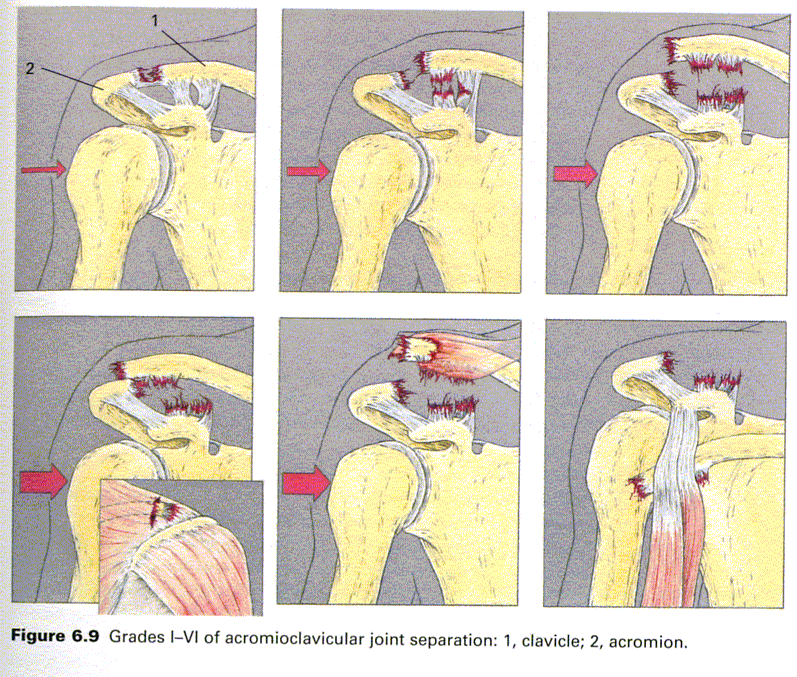 1
2
Figure 6.9 Grades I–VI of acromioclavicular joint separation: 1, clavicle; 2, acromion.